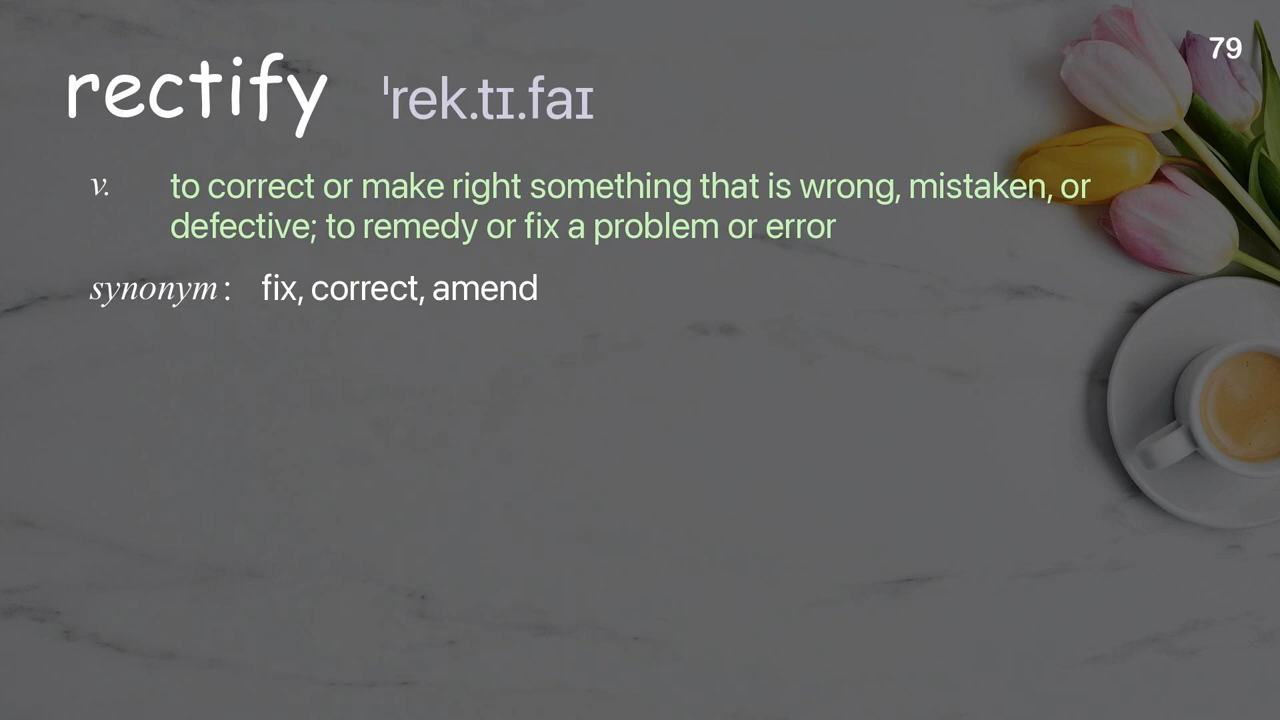 79
rectify ˈrek.tɪ.faɪ
v. to correct or make right something that is wrong, mistaken, or
defective; to remedy or fix a problem or error
synonym: fix, correct, amend